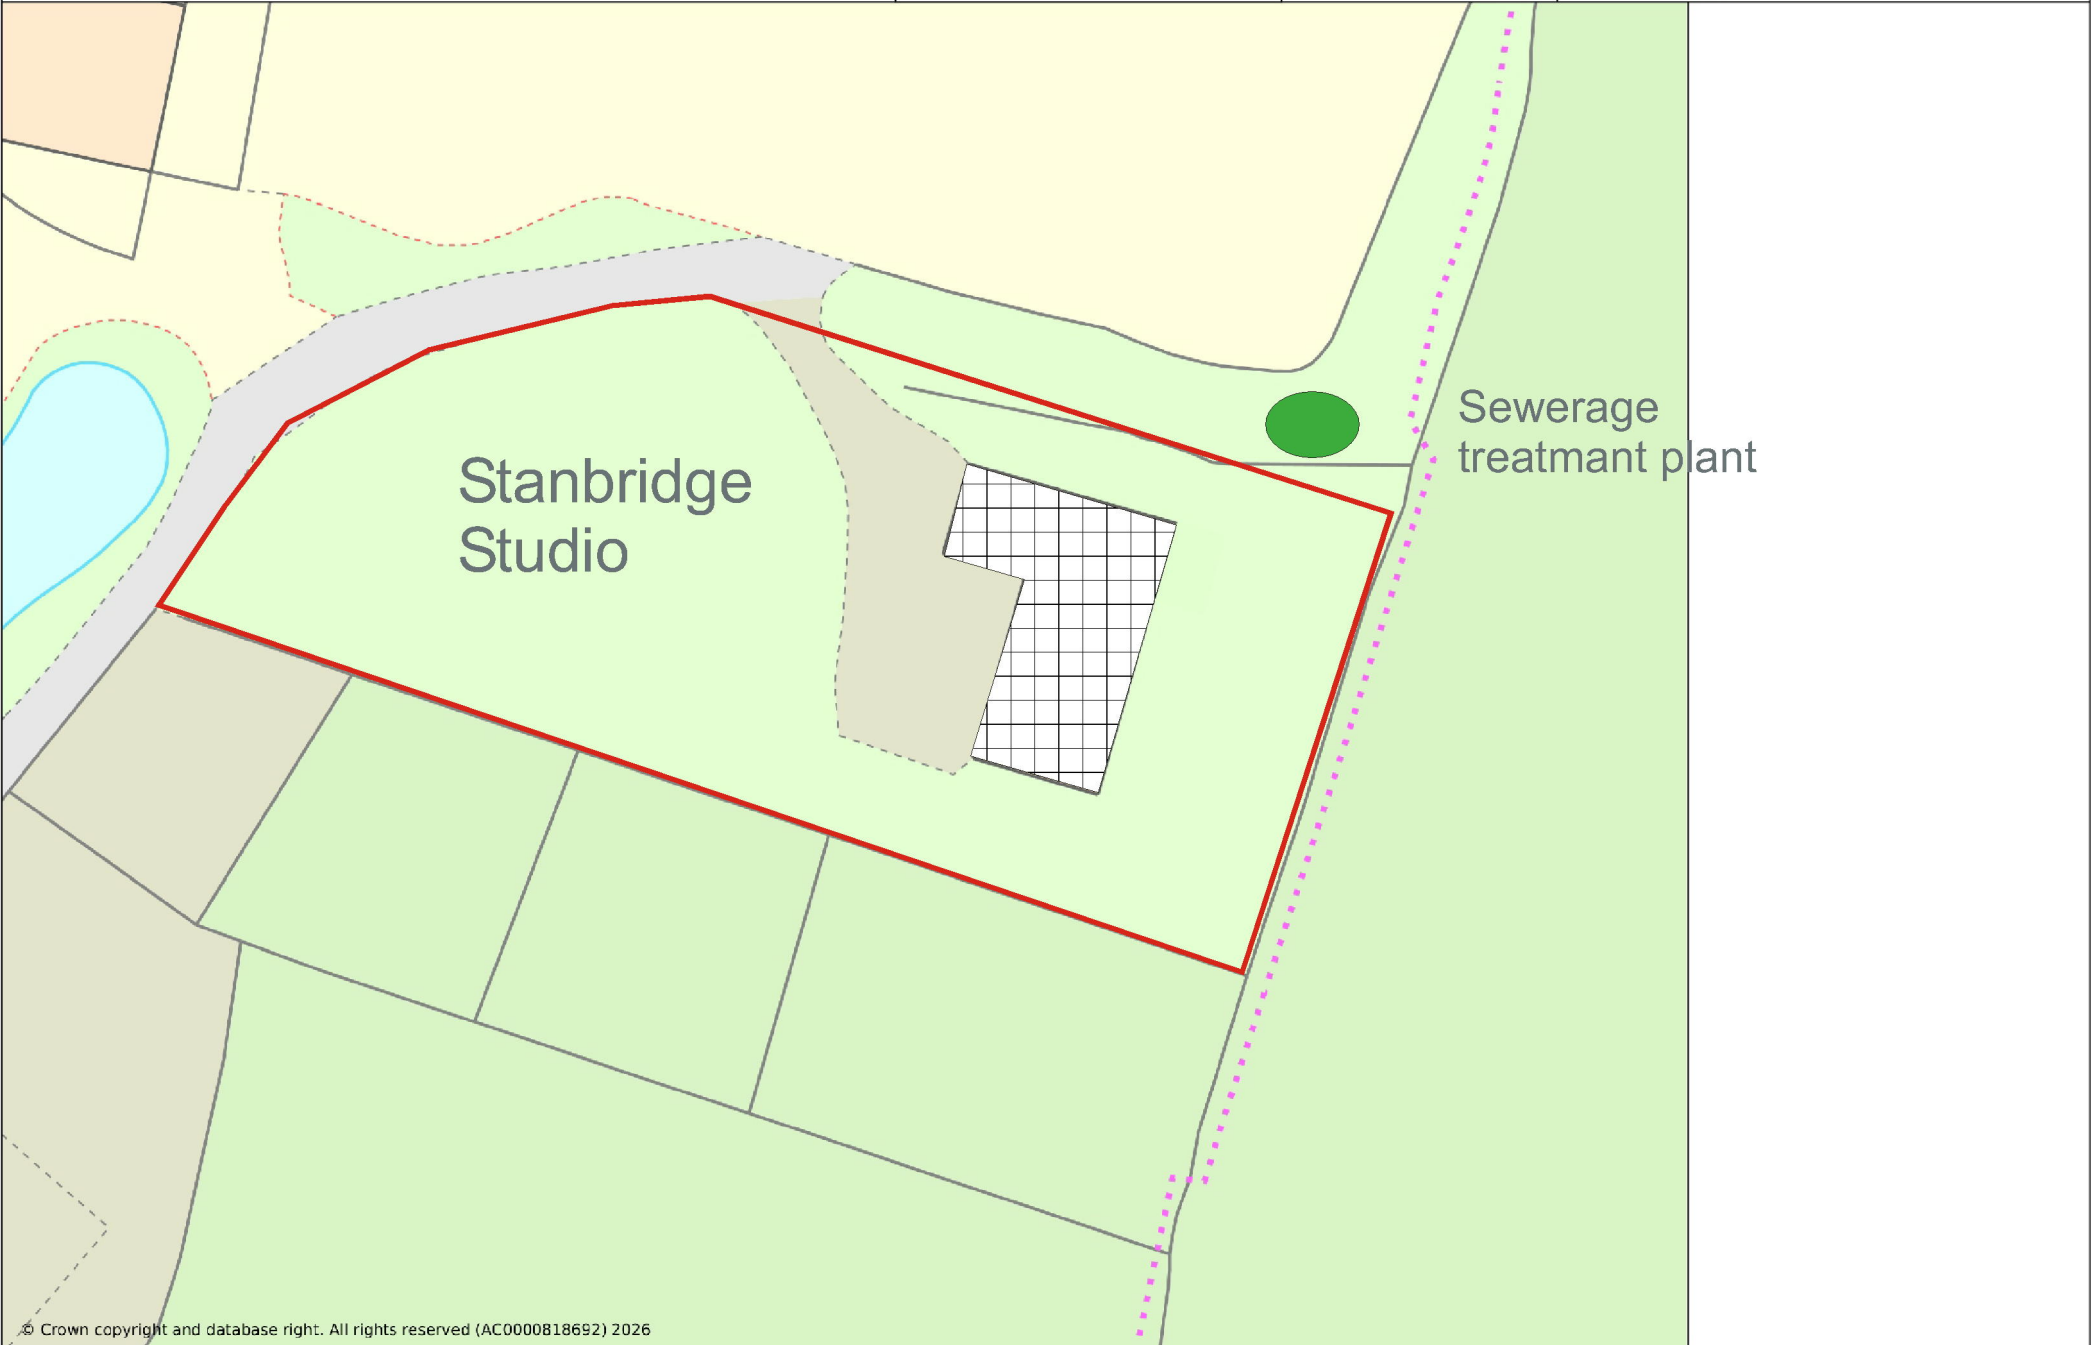 Sewerage
treatmant plant
Stanbridge
Studio
© Crown copyright and database right. All rights reserved (AC0000818692) 2026